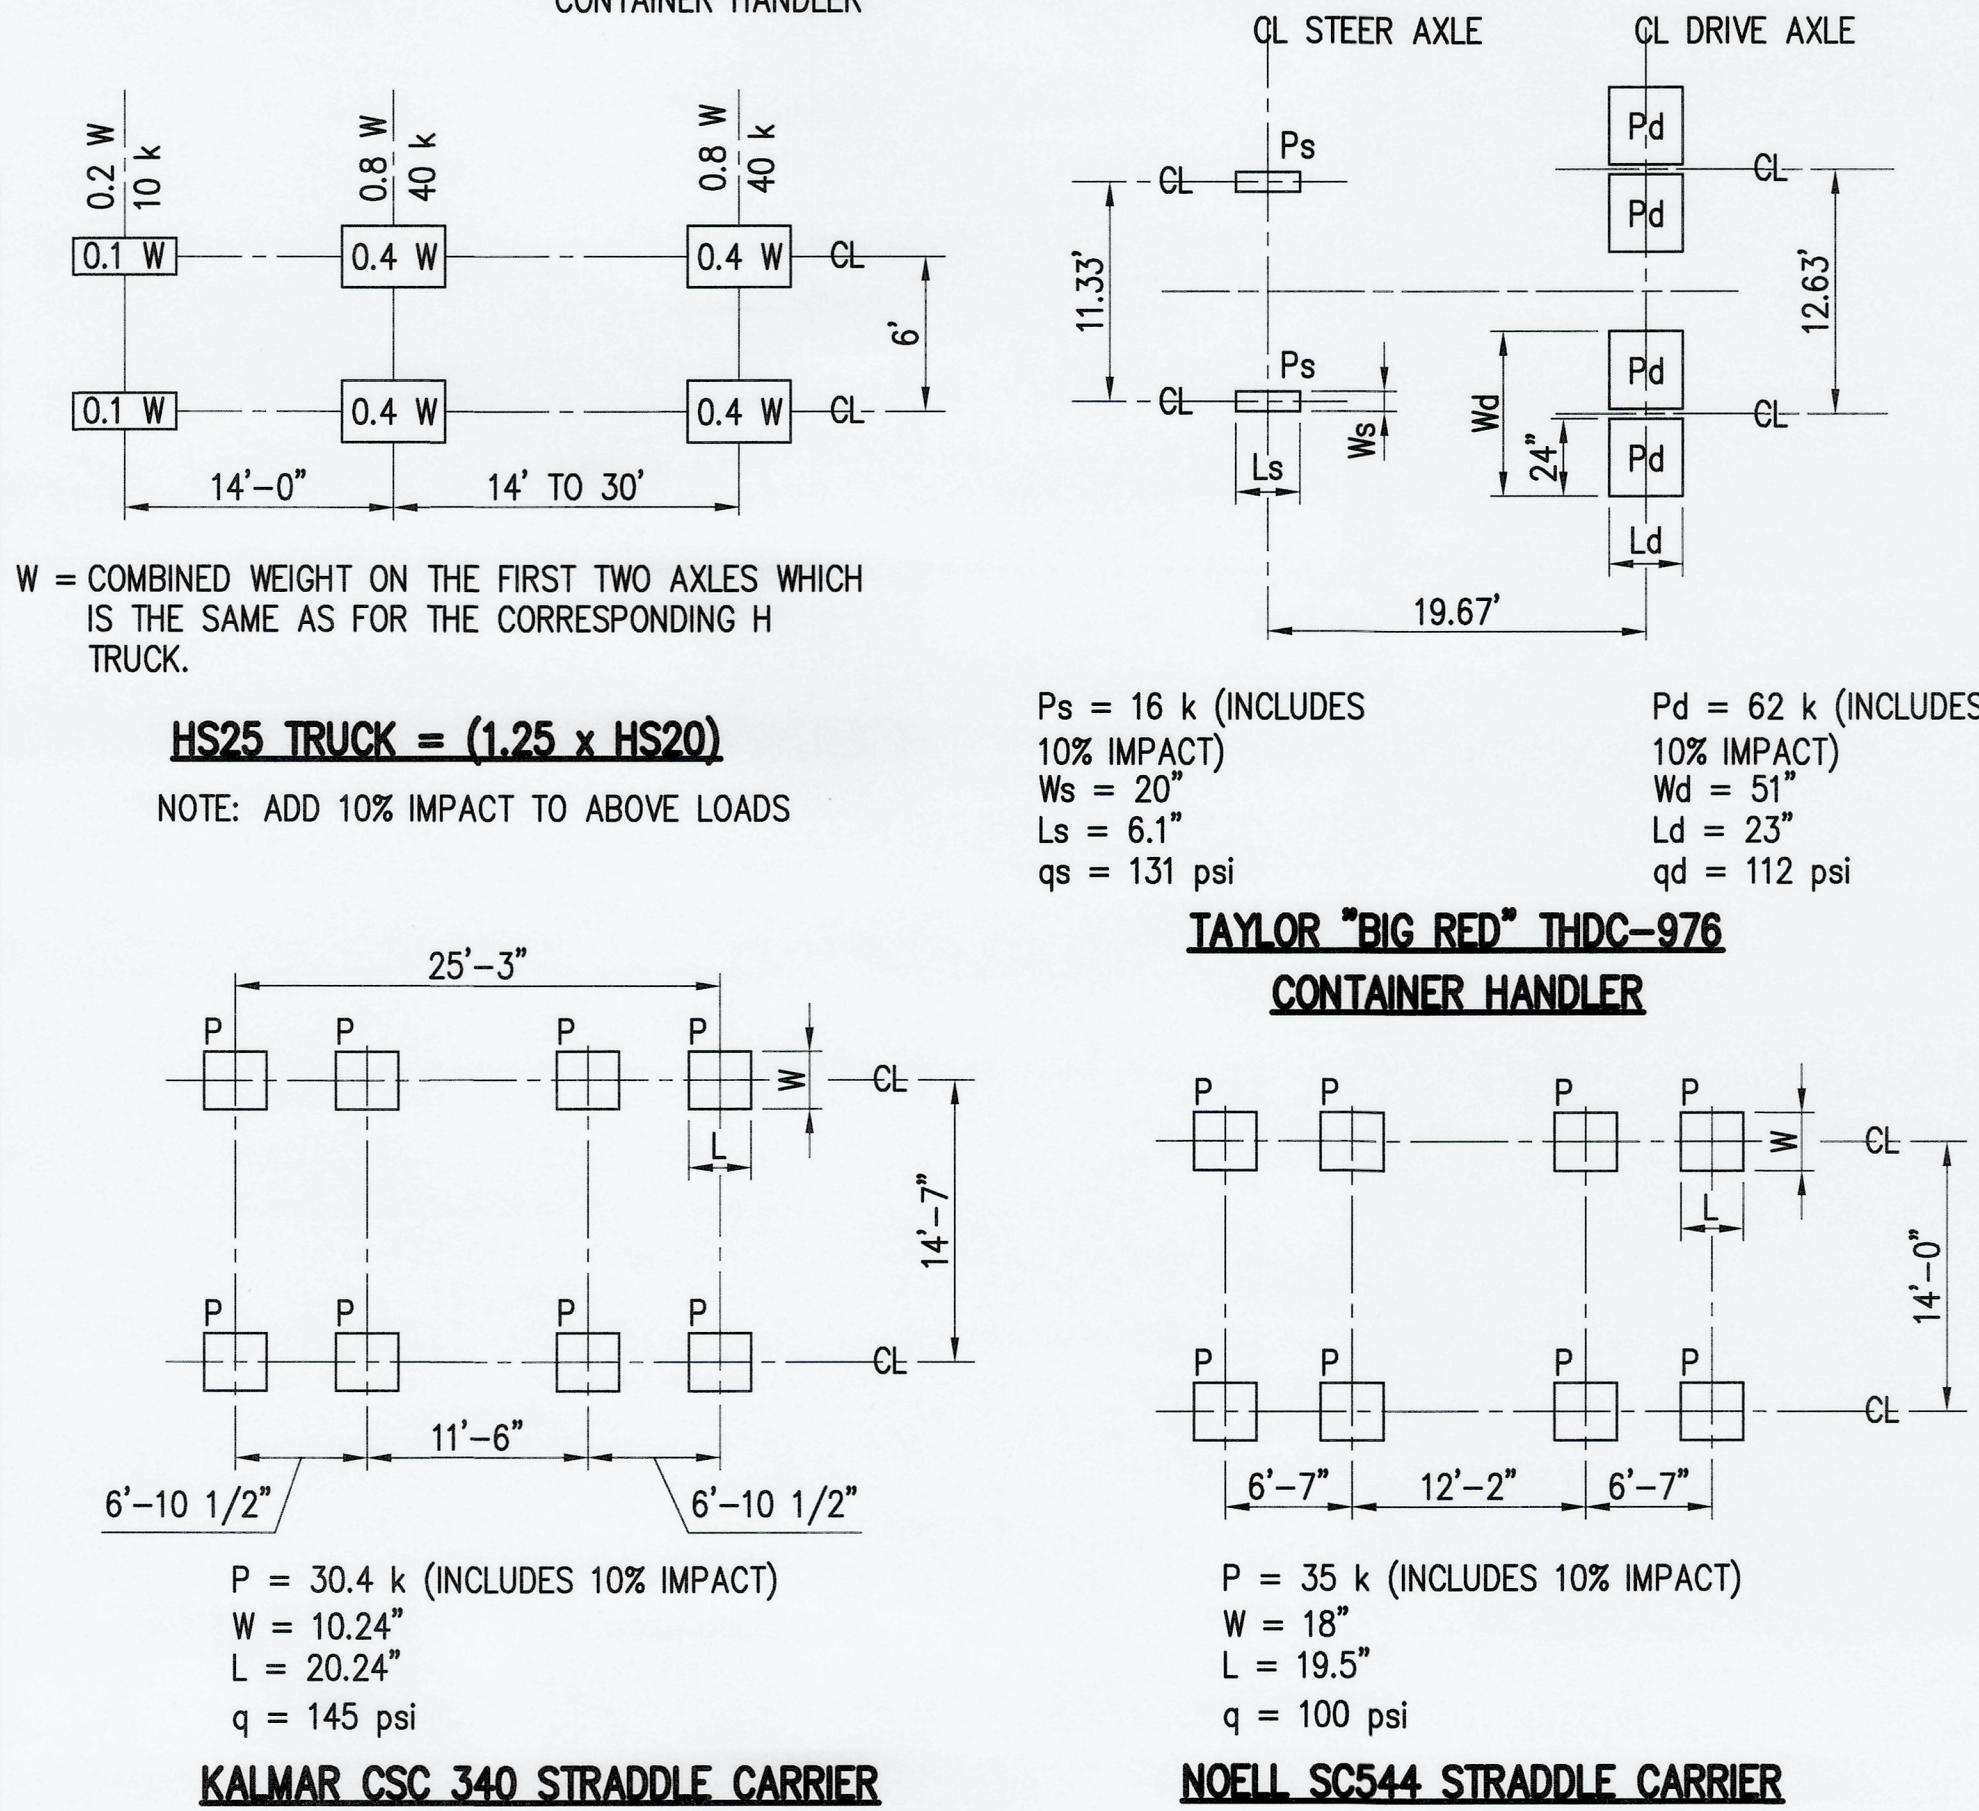 CONTAINER HANDLER
0.2 W
10 k
0.8 W
40 k
0.8 W
40 k
0.1 W
0.4 W
0.4 W
CL
6'
0.1 W
0.4 W
0.4 W
CL
14'-0"
14' TO 30'
W = COMBINED WEIGHT ON THE FIRST TWO AXLES WHICH
IS THE SAME AS FOR THE CORRESPONDING H
TRUCK.
HS25 TRUCK = (1.25 x HS20)
NOTE: ADD 10% IMPACT TO ABOVE LOADS
CL STEER AXLE
CL DRIVE AXLE
Pd
Ps
CL
CL
Pd
11.33'
12.63'
Ps
Pd
CL
CL
Wd
Ws
24"
Pd
Ls
Ld
19.67'
Ps = 16 k (INCLUDES
10% IMPACT)
Ws = 20"
Ls = 6.1"
qs = 131 psi
Pd = 62 k (INCLUDES
10% IMPACT)
Wd = 51"
Ld = 23"
qd = 112 psi
TAYLOR "BIG RED" THDC-976
CONTAINER HANDLER
25'-3"
P
P
P
P
W
CL
L
14'-7"
P
P
P
P
CL
11'-6"
6'-10 1/2"
6'-10 1/2"
P = 30.4 k (INCLUDES 10% IMPACT)
W = 10.24"
L = 20.24"
q = 145 psi
KALMAR CSC 340 STRADDLE CARRIER
P
P
P
P
W
CL
L
14'-0"
P
P
P
P
CL
6'-7"
12'-2"
6'-7"
P = 35 k (INCLUDES 10% IMPACT)
W = 18"
L = 19.5"
q = 100 psi
NOELL SC544 STRADDLE CARRIER